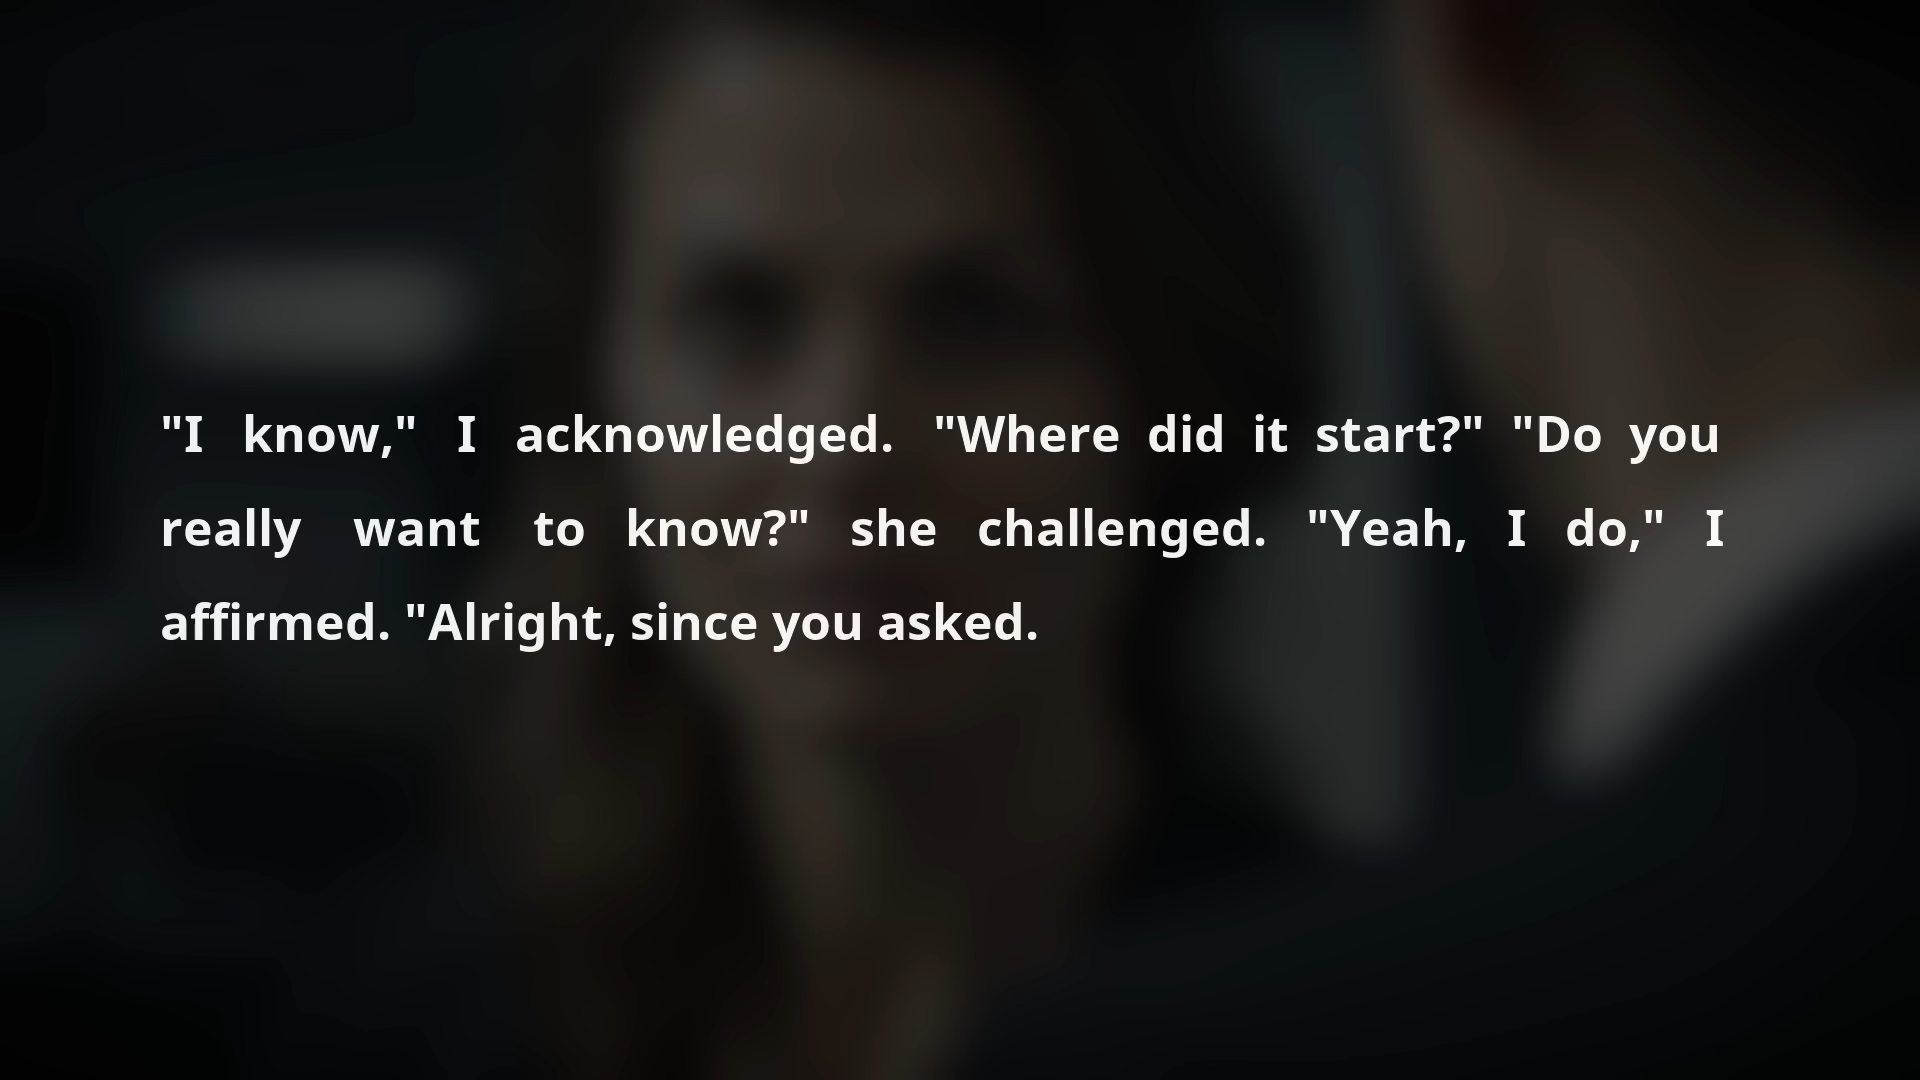 "I know," I acknowledged. "Where did it start?" "Do you
really want to know?" she challenged. "Yeah, I do," I
affirmed. "Alright, since you asked.